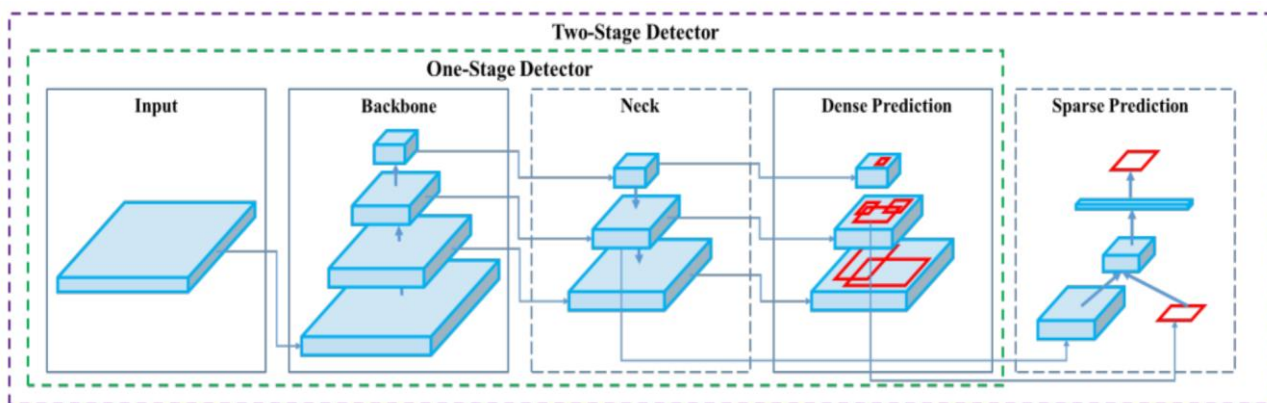 Two-Stage Detector
One-Stage Detector
Input
Backbone
Neck
Dense Prediction
Sparse Prediction